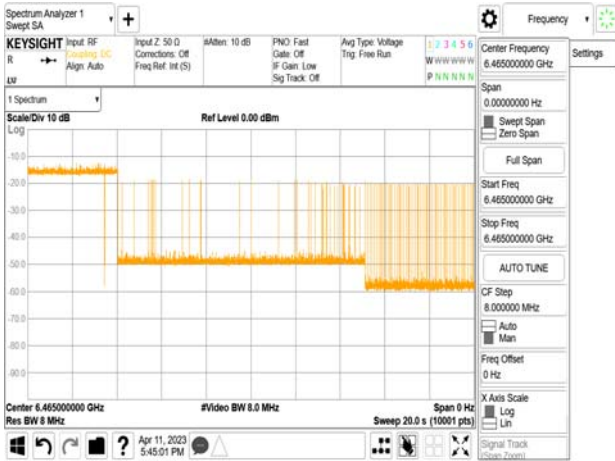 Spectrum Analyzer 1
Swept SA
+
Frequency
Settings
KEYSIGHT
R
LXI
Input: RF
Coupling: DC
Align: Auto
Input Z: 50 Ω
Corrections: Off
Freq Ref: Int (S)
#Atten: 10 dB
PNO: Fast
Gate: Off
IF Gain: Low
Sig Track: Off
Avg Type: Voltage
Trig: Free Run
1 2 3 4 5 6
W W W W W W
P N N N N N
1 Spectrum
Scale/Div 10 dB
Ref Level 0.00 dBm
Log
-10.0
-20.0
-30.0
-40.0
-50.0
-60.0
-70.0
-80.0
-90.0
Center 6.465000000 GHz
#Video BW 8.0 MHz
Span 0 Hz
Res BW 8 MHz
Sweep 20.0 s (10001 pts)
Center Frequency
6.465000000 GHz
Span
0.00000000 Hz
Swept Span
Zero Span
Full Span
Start Freq
6.465000000 GHz
Stop Freq
6.465000000 GHz
AUTO TUNE
CF Step
8.000000 MHz
Auto
Man
Freq Offset
0 Hz
X Axis Scale
Log
Lin
Signal Track
(Span Zoom)
?
Apr 11, 2023
5:45:01 PM